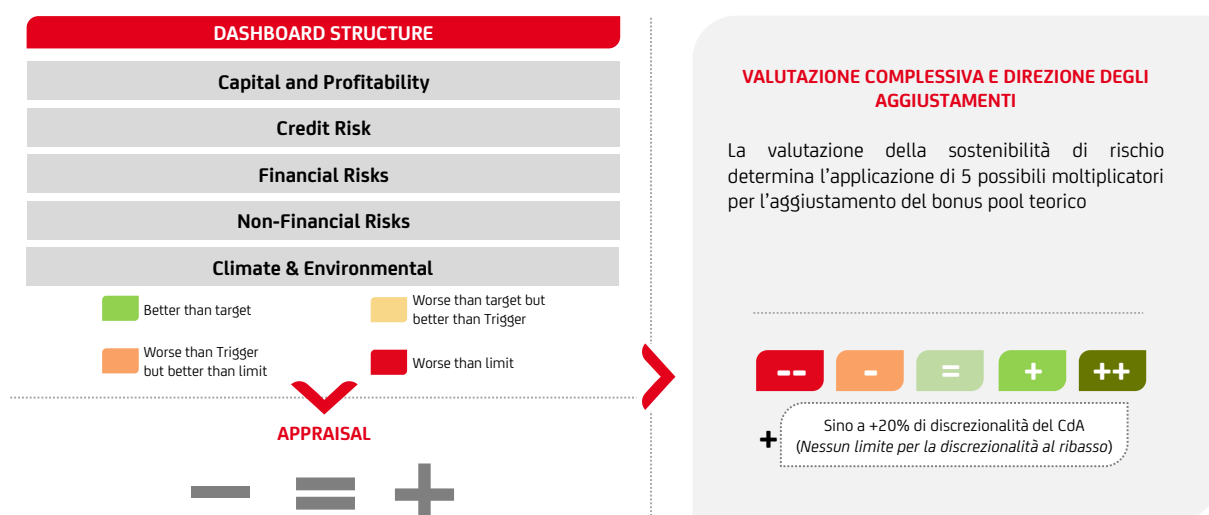 DASHBOARD STRUCTURE
Capital and Profitability
Credit Risk
Financial Risks
Non-Financial Risks
Climate & Environmental
Better than target
Worse than target but
better than Trigger
Worse than Trigger
but better than limit
Worse than limit
APPRAISAL
− = +
VALUTAZIONE COMPLESSIVA E DIREZIONE DEGLI
AGGIUSTAMENTI
La valutazione della sostenibilità di rischio
determina l’applicazione di 5 possibili moltiplicatori
per l’aggiustamento del bonus pool teorico
-- - = + ++
+
Sino a +20% di discrezionalità del CdA
(Nessun limite per la discrezionalità al ribasso)